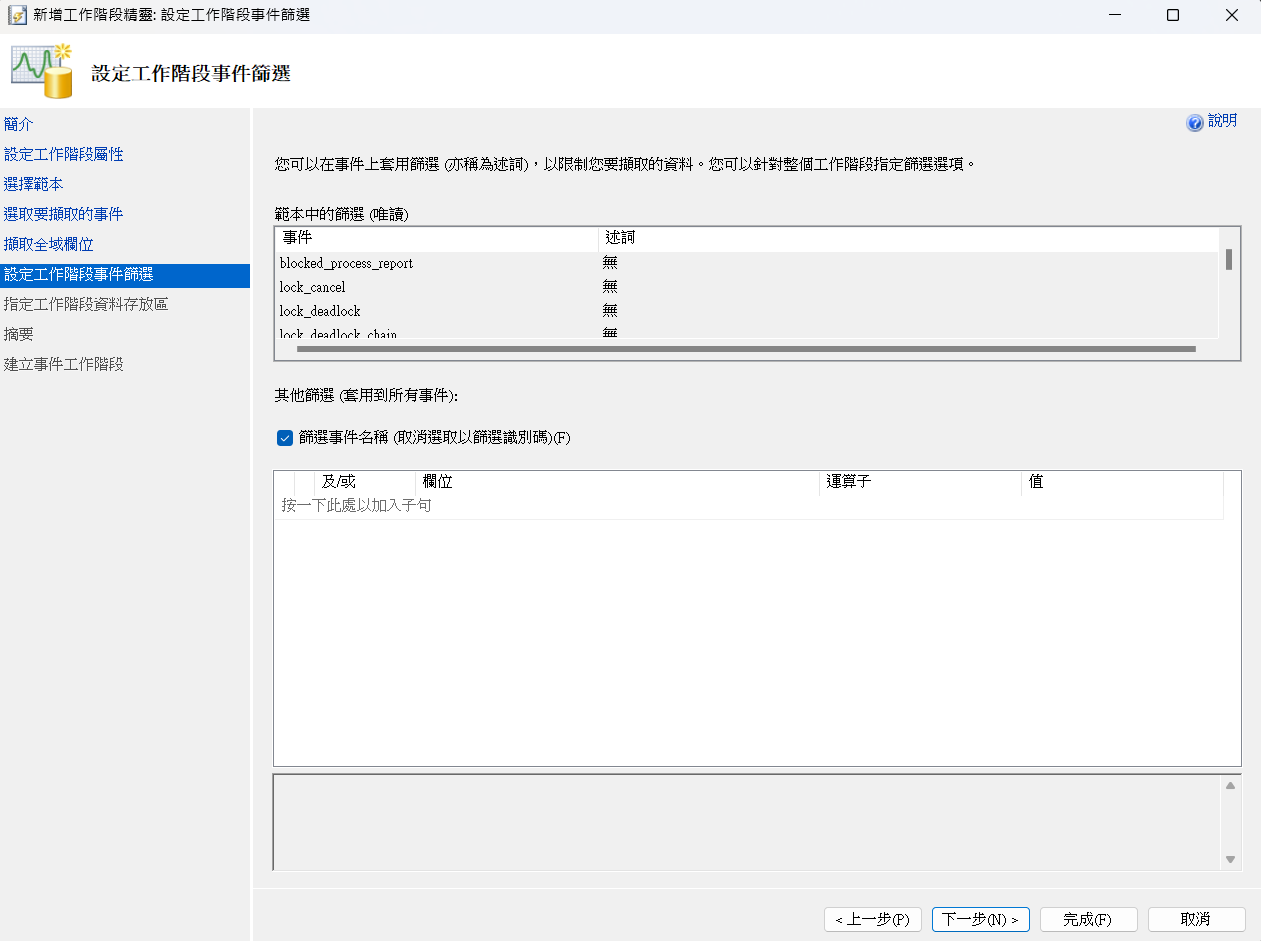 新增工作階段精靈: 設定工作階段事件篩選
設定工作階段事件篩選
簡介
設定工作階段屬性
選擇範本
選取要擷取的事件
擷取全域欄位
設定工作階段事件篩選
指定工作階段資料存放區
摘要
建立事件工作階段
說明
您可以在事件上套用篩選 (亦稱為述詞)，以限制您要擷取的資料。您可以針對整個工作階段指定篩選選項。
範本中的篩選 (唯讀)
事件 述詞
blocked_process_report 無
lock_cancel 無
lock_deadlock 無
lock_deadlock_chain 無
其他篩選 (套用到所有事件):
篩選事件名稱 (取消選取以篩選識別碼)(F)
及/或 欄位 運算子 值
按一下此處以加入子句
< 上一步(P) 下一步(N) > 完成(F) 取消